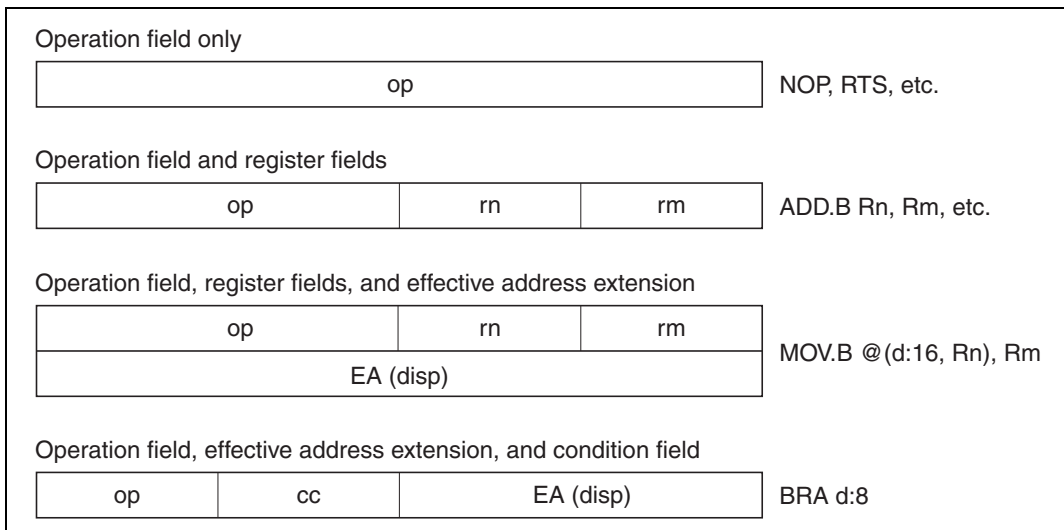 Operation field only
op
NOP, RTS, etc.
Operation field and register fields
op rn rm
ADD.B Rn, Rm, etc.
Operation field, register fields, and effective address extension
op rn rm
EA (disp)
MOV.B @(d:16, Rn), Rm
Operation field, effective address extension, and condition field
op cc EA (disp)
BRA d:8